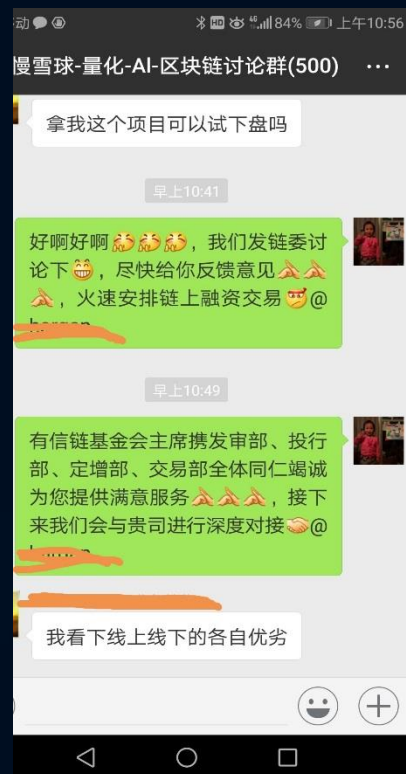 动 HD 46 84% 上午10:56
慢雪球-量化-AI-区块链讨论群(500) ...
拿我这个项目可以试下盘吗
早上10:41
好啊好啊，我们发链委讨
论下，尽快给你反馈意见
，火速安排链上融资交易@
早上10:49
有信链基金会主席携发审部、投行
部、定增部、交易部全体同仁竭诚
为您提供满意服务，接下
来我们会与贵司进行深度对接@
我看下线上线下的各自优劣